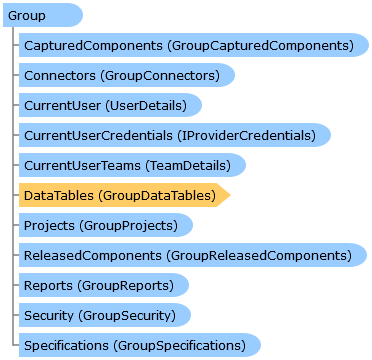 Group
CapturedComponents (GroupCapturedComponents)
Connectors (GroupConnectors)
CurrentUser (UserDetails)
CurrentUserCredentials (IProviderCredentials)
CurrentUserTeams (TeamDetails)
DataTables (GroupDataTables)
Projects (GroupProjects)
ReleasedComponents (GroupReleasedComponents)
Reports (GroupReports)
Security (GroupSecurity)
Specifications (GroupSpecifications)